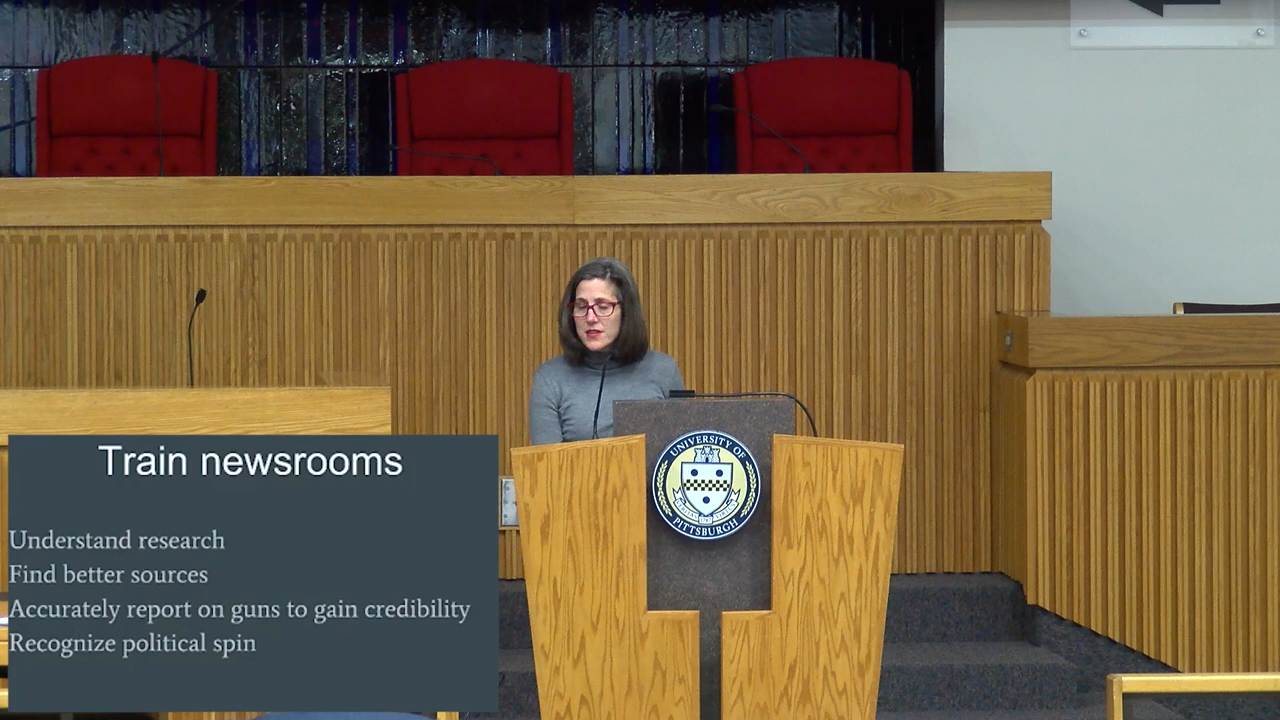 Train newsrooms
Understand research
Find better sources
Accurately report on guns to gain credibility
Recognize political spin
UNIVERSITY OF
PITTSBURGH